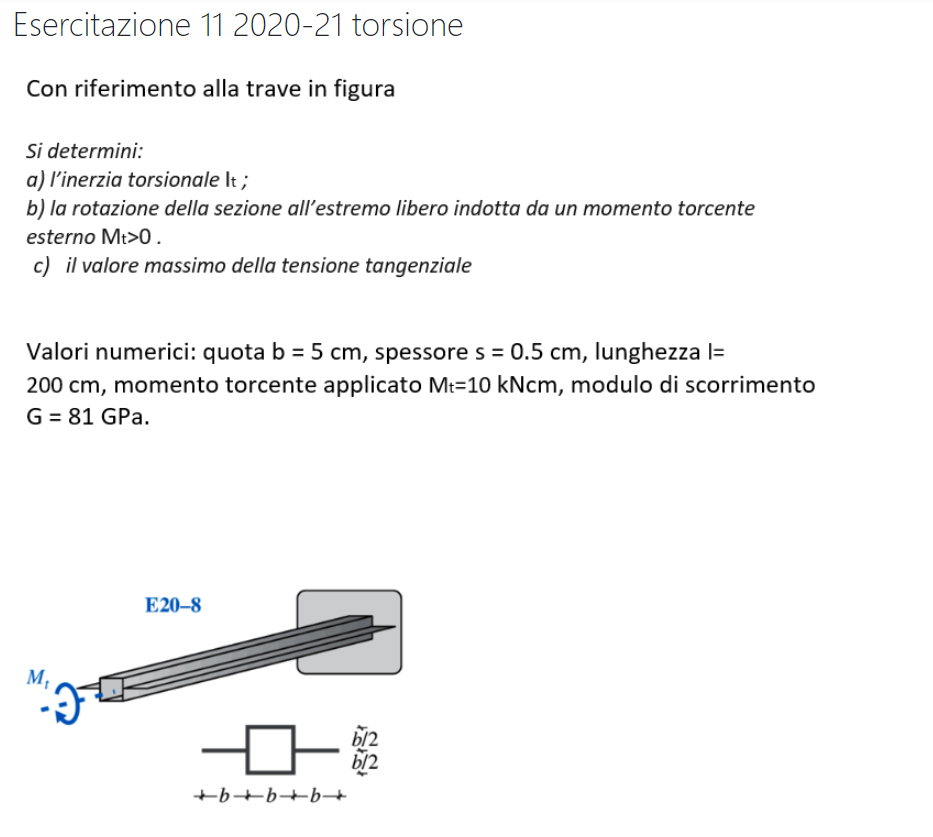 Esercitazione 11 2020-21 torsione
Con riferimento alla trave in figura
Si determini:
a) l'inerzia torsionale It ;
b) la rotazione della sezione all'estremo libero indotta da un momento torcente
esterno Mt>0 .
c) il valore massimo della tensione tangenziale
Valori numerici: quota b = 5 cm, spessore s = 0.5 cm, lunghezza l=
200 cm, momento torcente applicato Mt=10 kNcm, modulo di scorrimento
G = 81 GPa.
E20–8
Mt
b/2
b/2
b b b